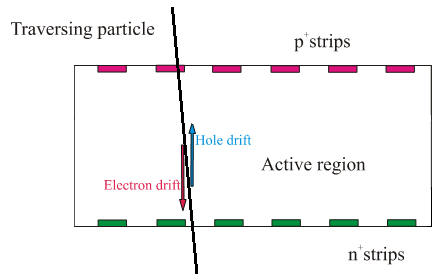 Traversing particle
p⁺strips
Hole drift
Active region
Electron drift
n⁺strips